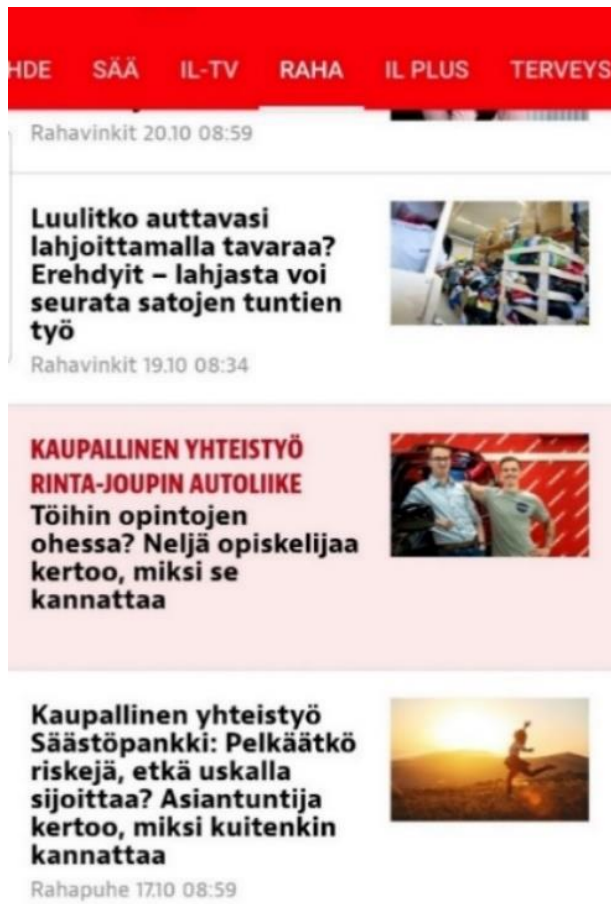 HDE SÄÄ IL-TV RAHA IL PLUS TERVEYS
Rahavinkit 20.10 08:59
Luulitko auttavasi
lahjoittamalla tavaraa?
Erehdyit – lahjasta voi
seurata satojen tuntien
työ
Rahavinkit 19.10 08:34
KAUPALLINEN YHTEISTYÖ
RINTA-JOUPIN AUTOLIIKE
Töihin opintojen
ohessa? Neljä opiskelijaa
kertoo, miksi se
kannattaa
Kaupallinen yhteistyö
Säästöpankki: Pelkäätkö
riskejä, etkä uskalla
sijoittaa? Asiantuntija
kertoo, miksi kuitenkin
kannattaa
Rahapuhe 17.10 08:59